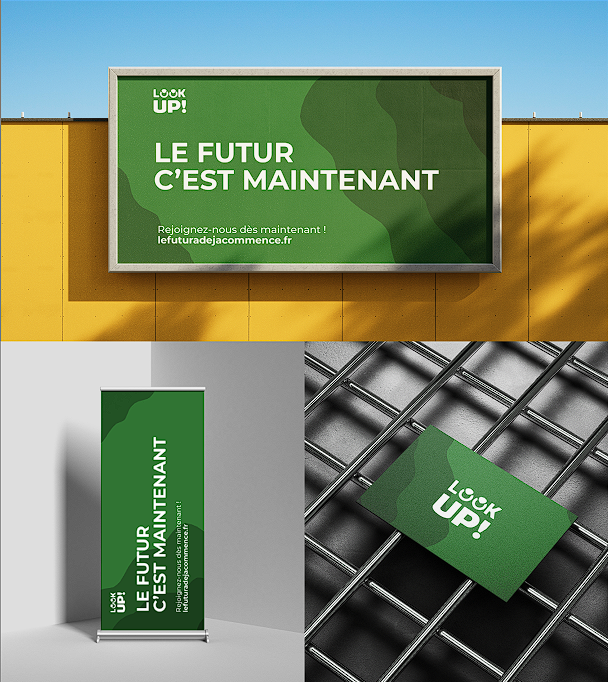 LOOK
UP!
LE FUTUR
C'EST MAINTENANT
Rejoignez-nous dès maintenant !
lefuturadejacommence.fr
LOOK
UP!
LE FUTUR
C'EST MAINTENANT
Rejoignez-nous dès maintenant !
lefuturadejacommence.fr
LOOK
UP!